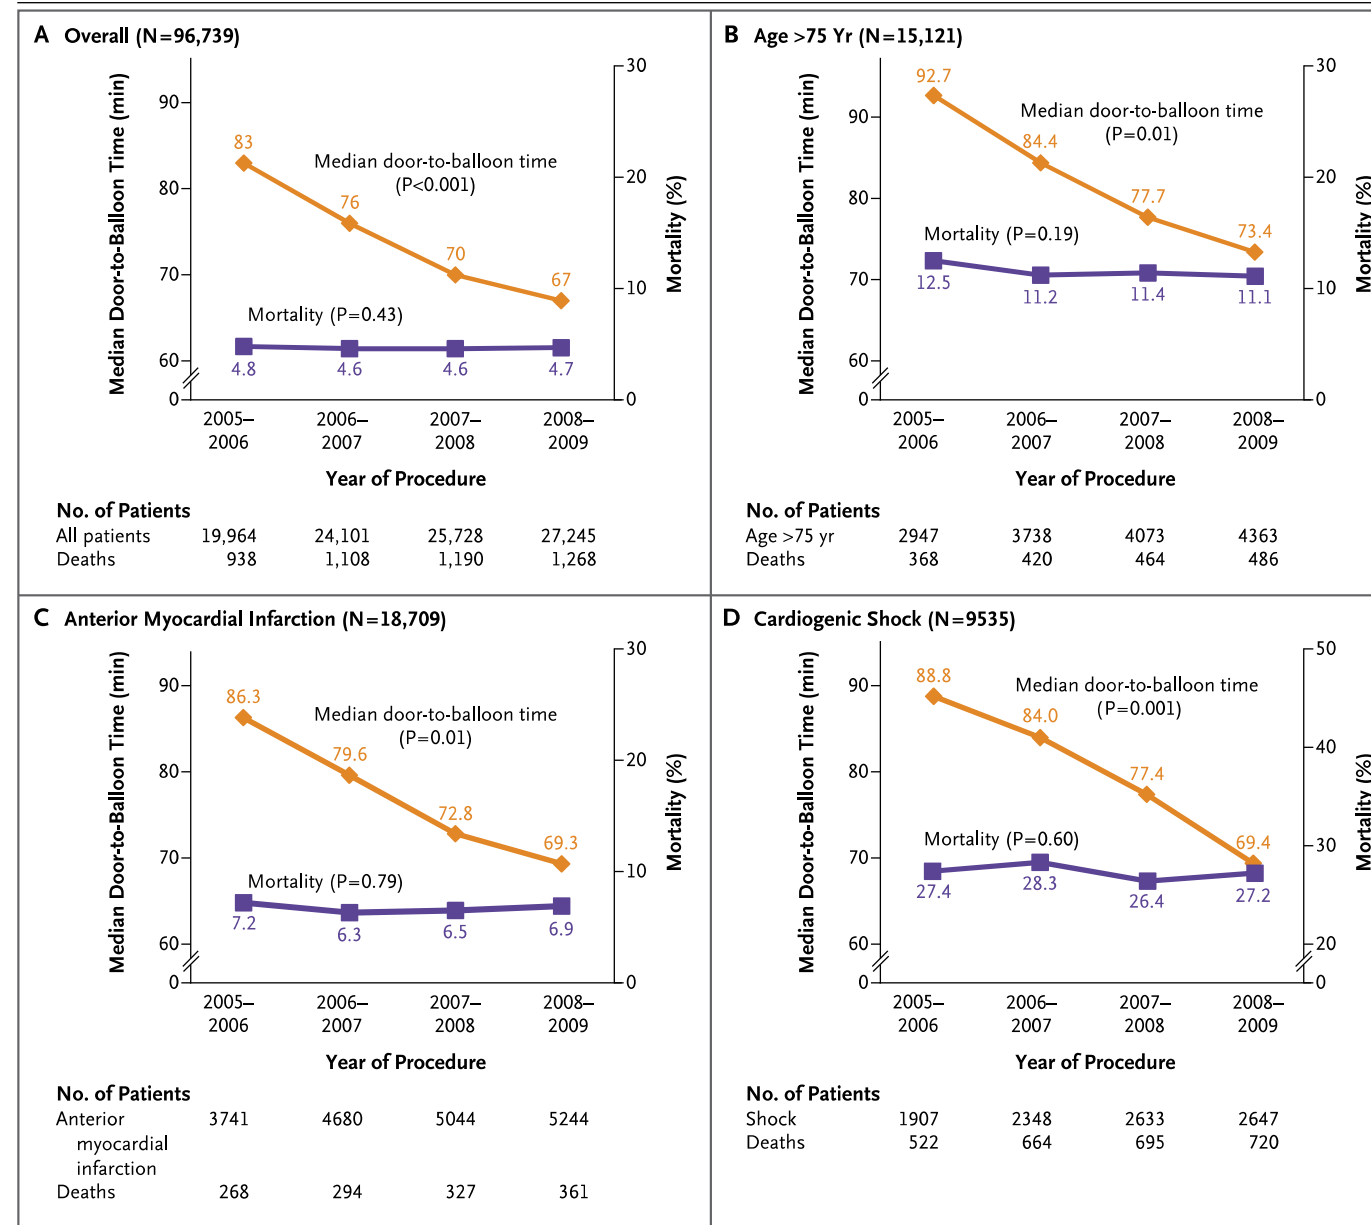 A Overall (N=96,739)
Median Door-to-Balloon Time (min)
90
80
70
60
0
30
20
10
0
Mortality (%)
83
76
70
67
Median door-to-balloon time
(P<0.001)
Mortality (P=0.43)
4.8 4.6 4.6 4.7
2005–
2006
2006–
2007
2007–
2008
2008–
2009
Year of Procedure
No. of Patients
All patients 19,964 24,101 25,728 27,245
Deaths 938 1,108 1,190 1,268
B Age >75 Yr (N=15,121)
Median Door-to-Balloon Time (min)
90
80
70
60
0
30
20
10
0
Mortality (%)
92.7
84.4
77.7
73.4
Median door-to-balloon time
(P=0.01)
Mortality (P=0.19)
12.5 11.2 11.4 11.1
2005–
2006
2006–
2007
2007–
2008
2008–
2009
Year of Procedure
No. of Patients
Age >75 yr 2947 3738 4073 4363
Deaths 368 420 464 486
C Anterior Myocardial Infarction (N=18,709)
Median Door-to-Balloon Time (min)
90
80
70
60
0
30
20
10
0
Mortality (%)
86.3
79.6
72.8
69.3
Median door-to-balloon time
(P=0.01)
Mortality (P=0.79)
7.2 6.3 6.5 6.9
2005–
2006
2006–
2007
2007–
2008
2008–
2009
Year of Procedure
No. of Patients
Anterior 3741 4680 5044 5244
myocardial
infarction
Deaths 268 294 327 361
D Cardiogenic Shock (N=9535)
Median Door-to-Balloon Time (min)
90
80
70
60
0
50
40
30
20
0
Mortality (%)
88.8
84.0
77.4
69.4
Median door-to-balloon time
(P=0.001)
Mortality (P=0.60)
27.4 28.3 26.4 27.2
2005–
2006
2006–
2007
2007–
2008
2008–
2009
Year of Procedure
No. of Patients
Shock 1907 2348 2633 2647
Deaths 522 664 695 720